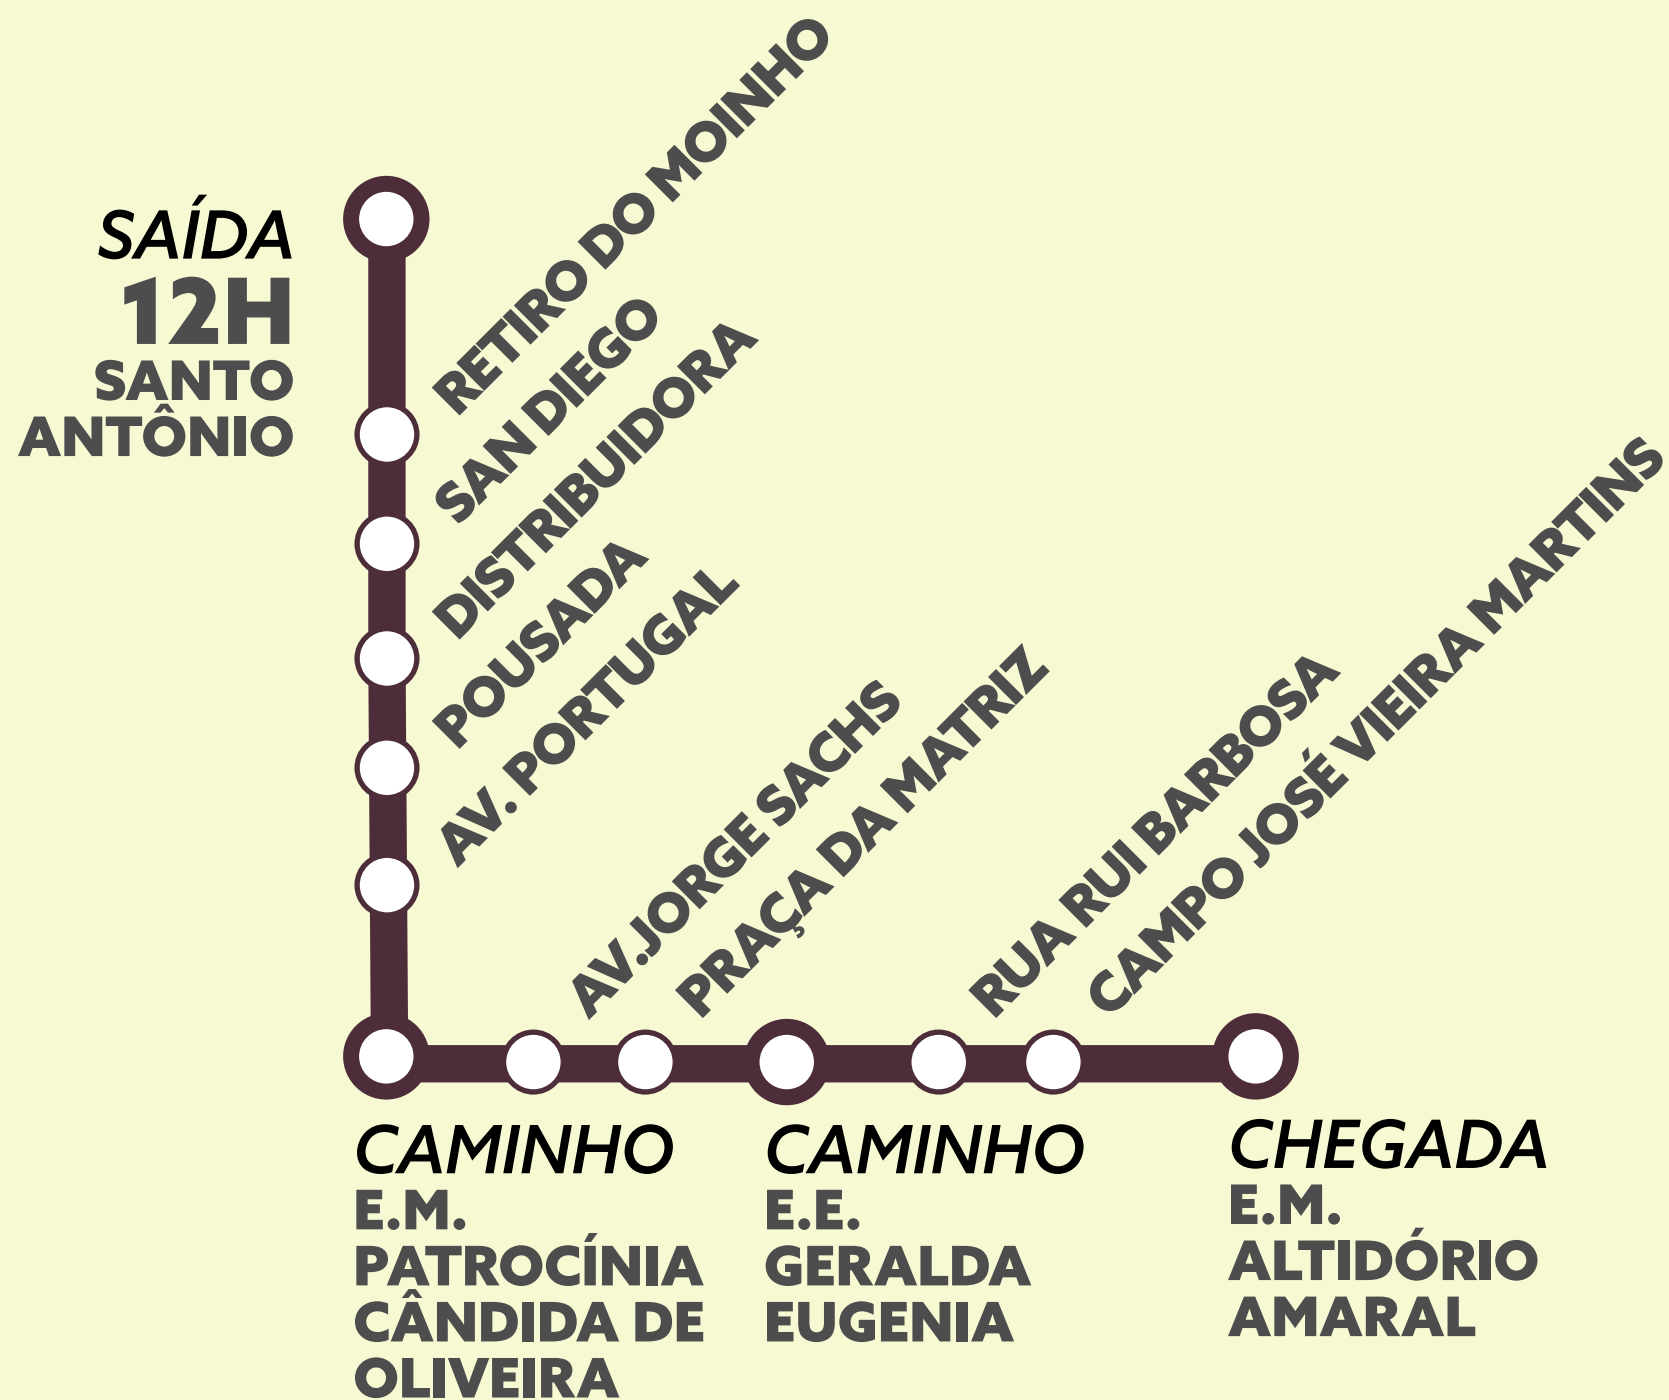 SAÍDA
12H
SANTO
ANTÔNIO
RETIRO DO MOINHO
SAN DIEGO
DISTRIBUIDORA
POUSADA
AV. PORTUGAL
AV.JORGE SACHS
PRAÇA DA MATRIZ
RUA RUI BARBOSA
CAMPO JOSÉ VIEIRA MARTINS
CAMINHO
E.M.
PATROCÍNIA
CÂNDIDA DE
OLIVEIRA
CAMINHO
E.E.
GERALDA
EUGENIA
CHEGADA
E.M.
ALTIDÓRIO
AMARAL